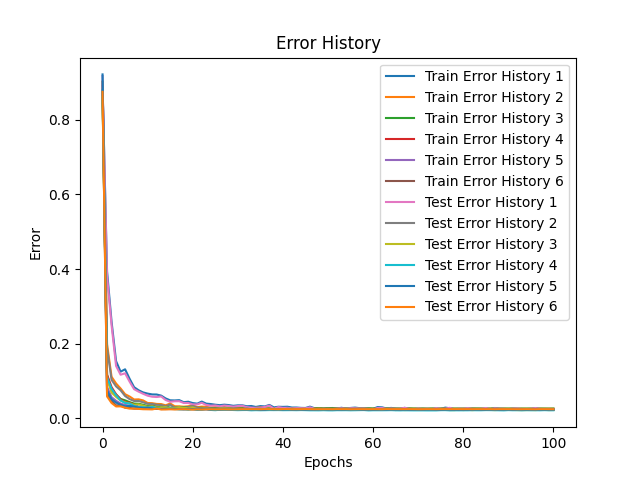 Error History
Train Error History 1
Train Error History 2
Train Error History 3
Train Error History 4
Train Error History 5
Train Error History 6
Test Error History 1
Test Error History 2
Test Error History 3
Test Error History 4
Test Error History 5
Test Error History 6
Error
0.8
0.6
0.4
0.2
0.0
0 20 40 60 80 100
Epochs